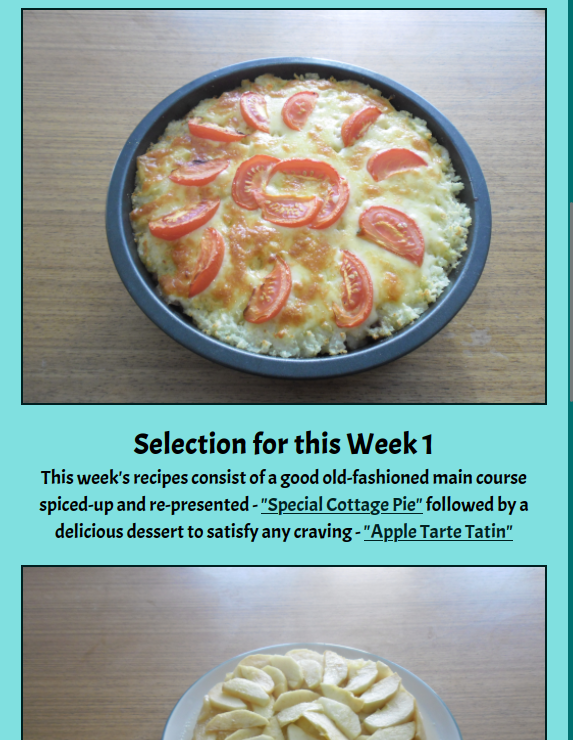 Selection for this Week 1
This week's recipes consist of a good old-fashioned main course
spiced-up and re-presented - "Special Cottage Pie" followed by a
delicious dessert to satisfy any craving - "Apple Tarte Tatin"